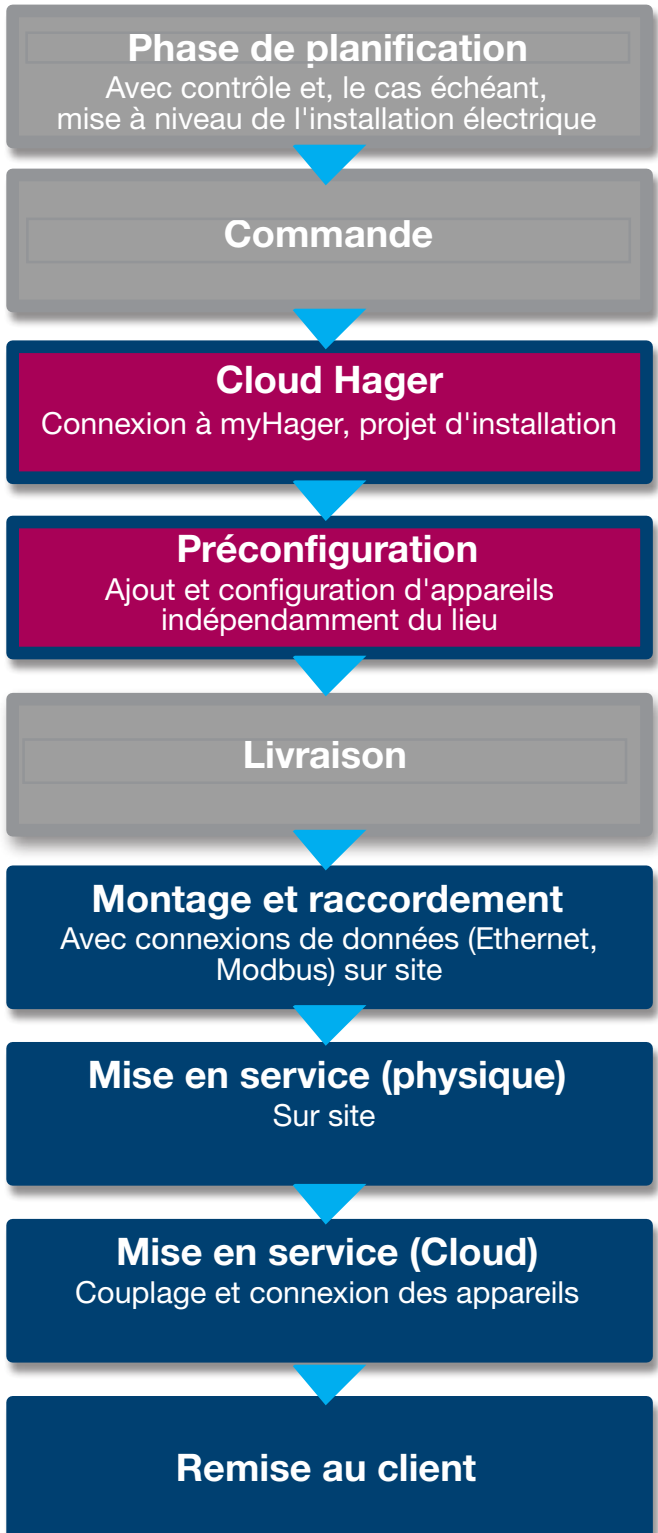 Phase de planification
Avec contrôle et, le cas échéant,
mise à niveau de l'installation électrique
Commande
Cloud Hager
Connexion à myHager, projet d'installation
Préconfiguration
Ajout et configuration d'appareils
indépendamment du lieu
Livraison
Montage et raccordement
Avec connexions de données (Ethernet,
Modbus) sur site
Mise en service (physique)
Sur site
Mise en service (Cloud)
Couplage et connexion des appareils
Remise au client